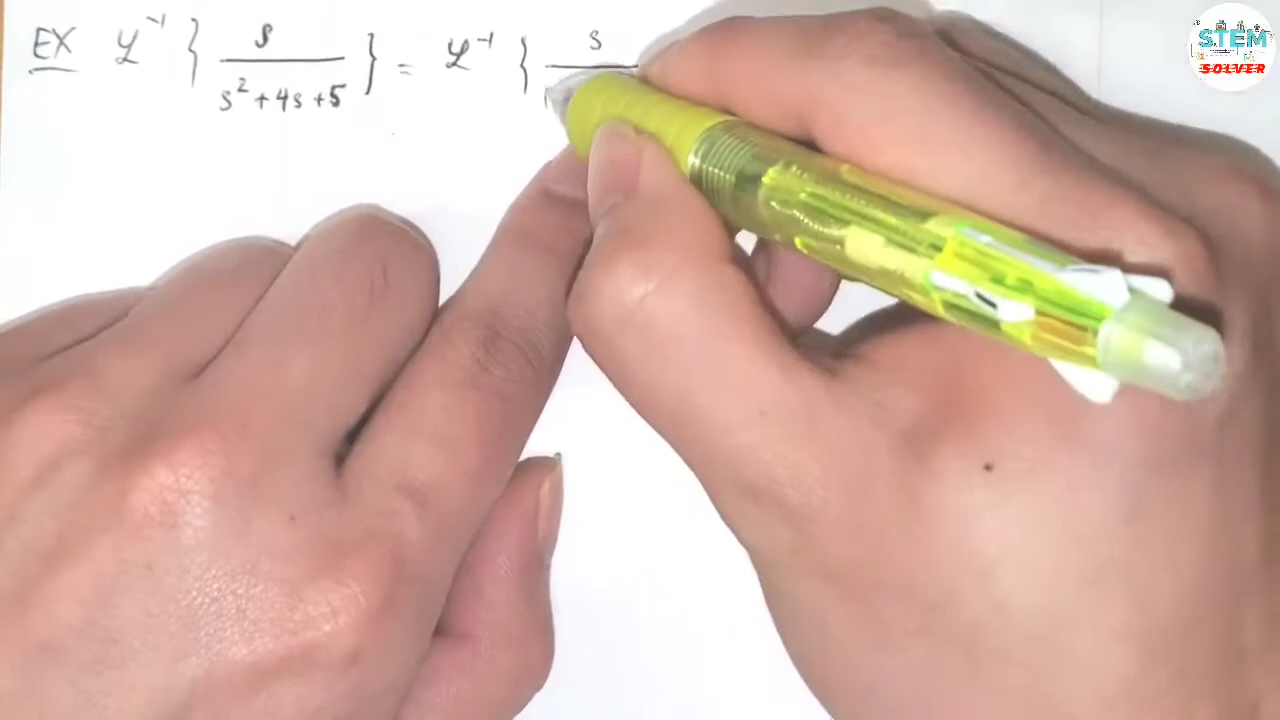 EX ℒ⁻¹ { s / (s² + 4s + 5) } = ℒ⁻¹ { s
STEM
SOLVER